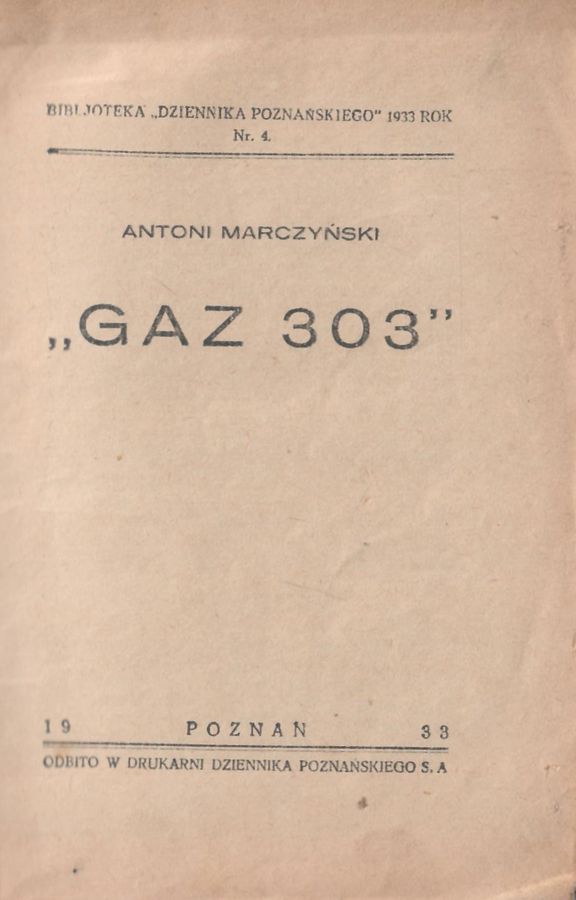 BIBLJOTEKA „DZIENNIKA POZNAŃSKIEGO" 1933 ROK
Nr. 4.
ANTONI MARCZYŃSKI
„GAZ 303”
19 POZNAŃ 33
ODBITO W DRUKARNI DZIENNIKA POZNAŃSKIEGO S. A